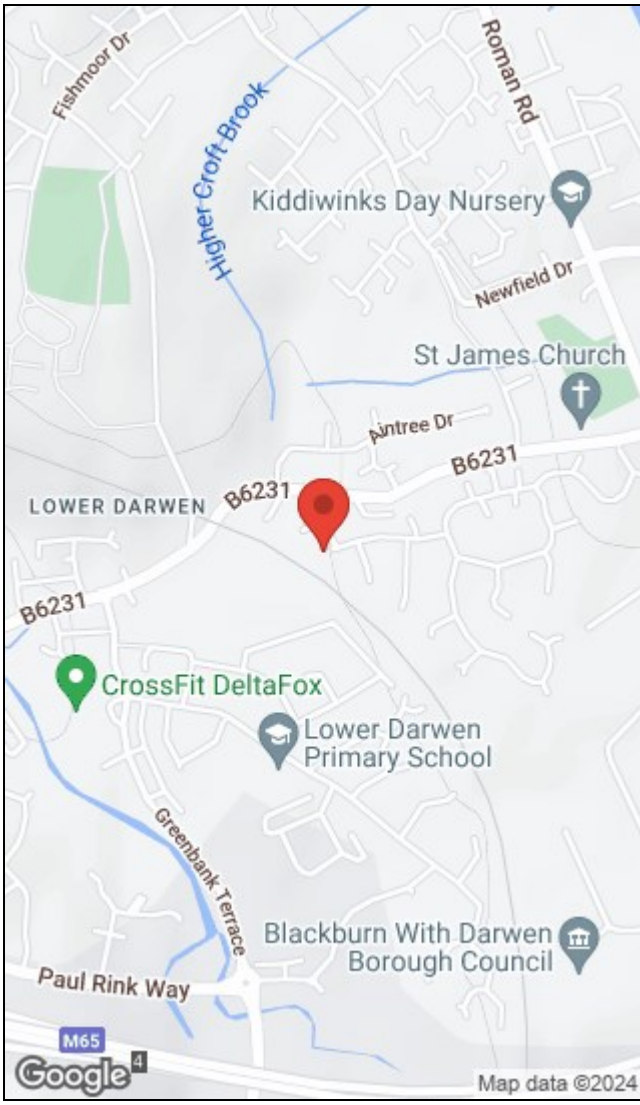 Fishmoor Dr
Roman Rd
Higher Croft Brook
Kiddiwinks Day Nursery
Newfield Dr
St James Church
Aintree Dr
B6231
B6231
LOWER DARWEN
B6231
CrossFit DeltaFox
Lower Darwen
Primary School
Greenbank Terrace
Blackburn With Darwen
Borough Council
Paul Rink Way
M65
4
Google
Map data ©2024